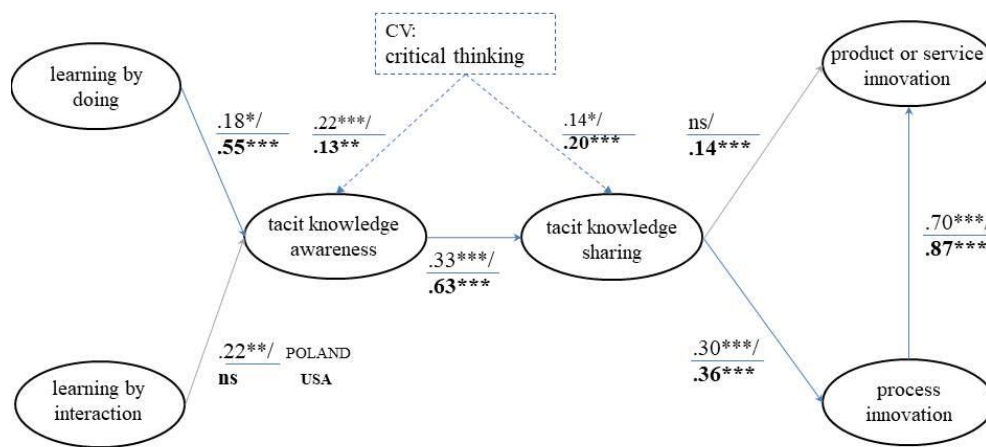 CV:
critical thinking
learning by
doing
product or service
innovation
.18*/
.55***
.22***/
.13**
.14*/
.20***
ns/
.14***
tacit knowledge
awareness
tacit knowledge
sharing
.33***/
.63***
.70***/
.87***
.22**/ POLAND
ns USA
.30***/
.36***
learning by
interaction
process
innovation